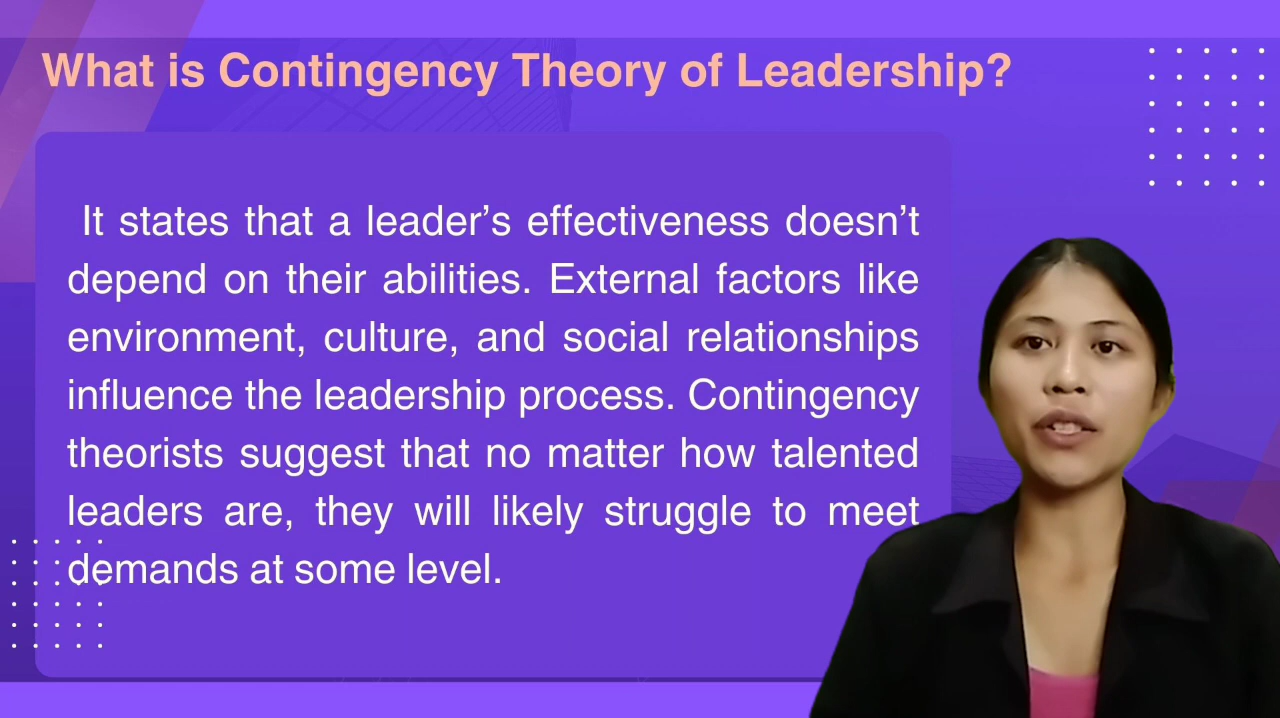 What is Contingency Theory of Leadership?
It states that a leader’s effectiveness doesn’t
depend on their abilities. External factors like
environment, culture, and social relationships
influence the leadership process. Contingency
theorists suggest that no matter how talented
leaders are, they will likely struggle to meet
demands at some level.